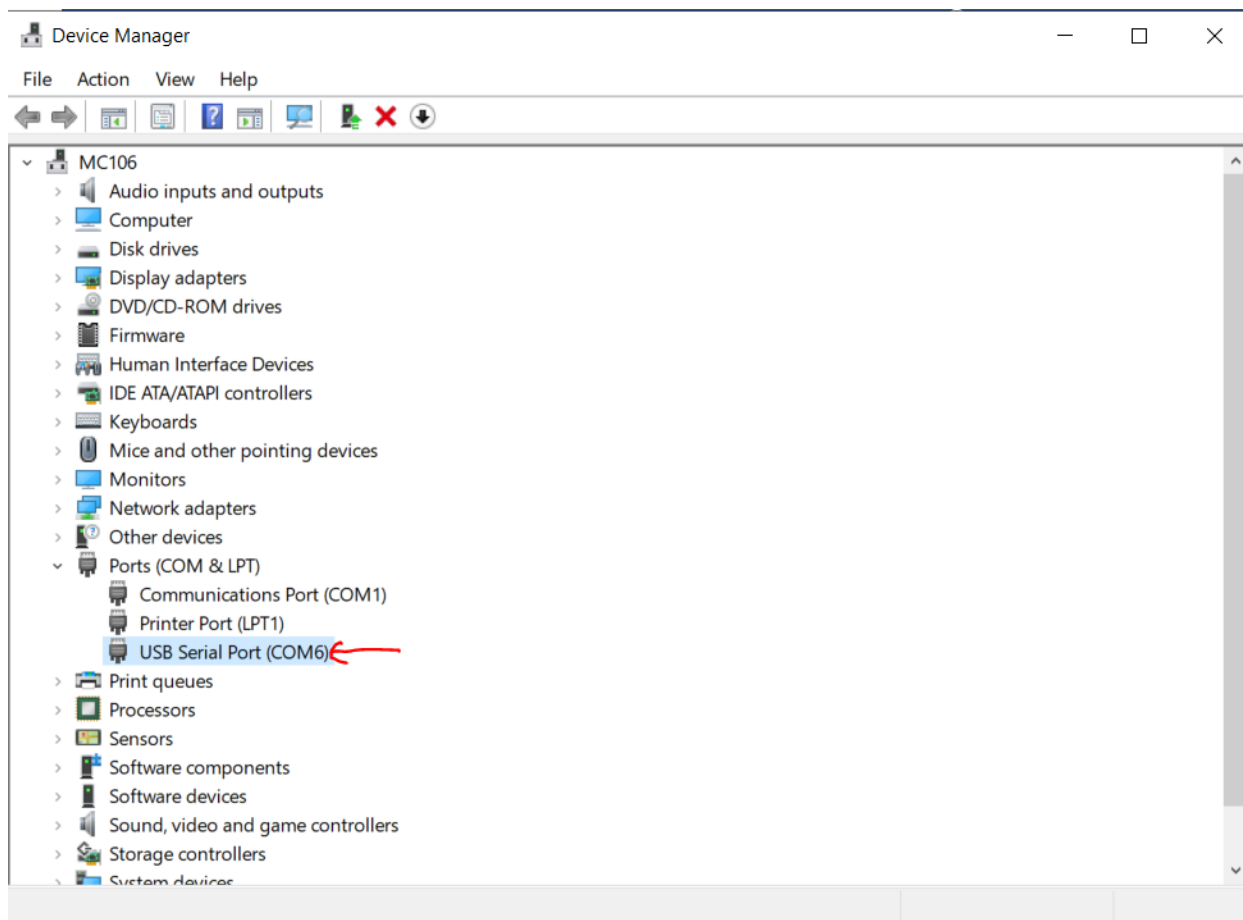 Device Manager
File Action View Help
MC106
Audio inputs and outputs
Computer
Disk drives
Display adapters
DVD/CD-ROM drives
Firmware
Human Interface Devices
IDE ATA/ATAPI controllers
Keyboards
Mice and other pointing devices
Monitors
Network adapters
Other devices
Ports (COM & LPT)
Communications Port (COM1)
Printer Port (LPT1)
USB Serial Port (COM6)
Print queues
Processors
Sensors
Software components
Software devices
Sound, video and game controllers
Storage controllers
System devices